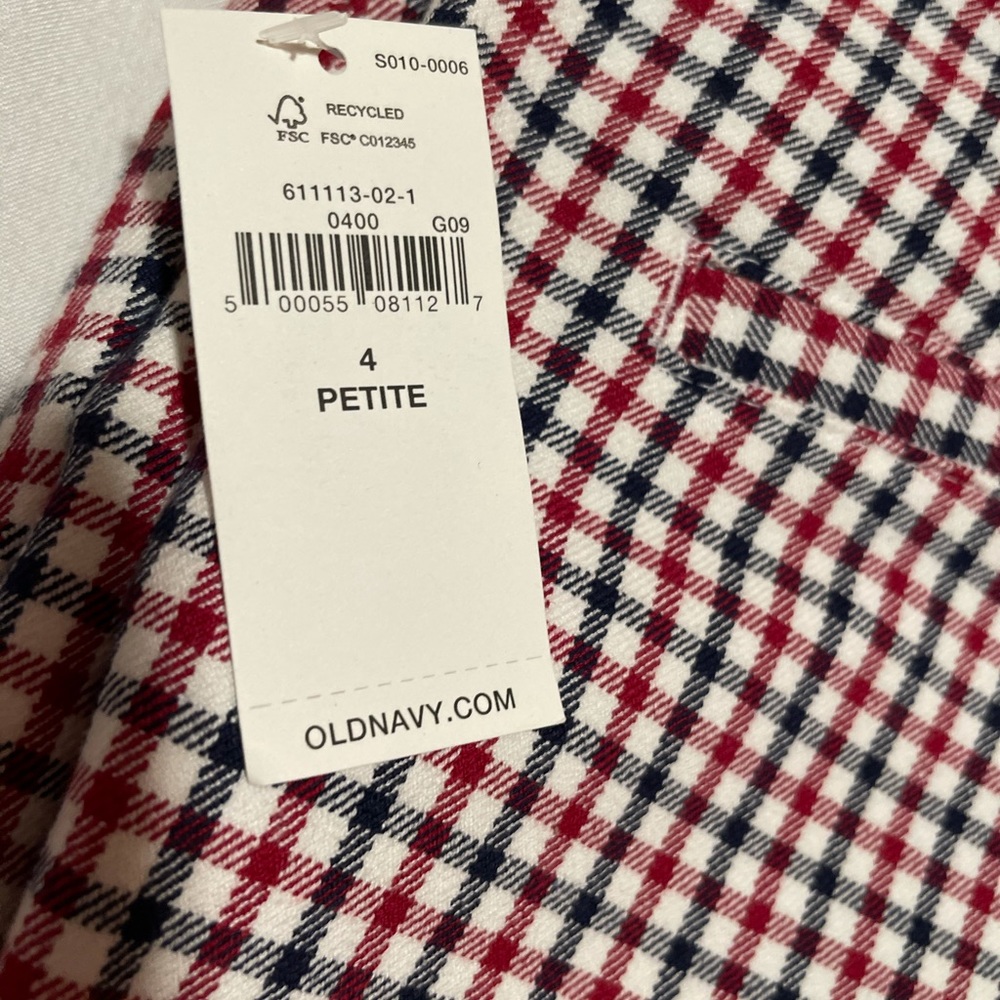 S010-0006
RECYCLED
FSC FSC® C012345
611113-02-1
0400 G09
5 00055 08112 7
4
PETITE
OLDNAVY.COM